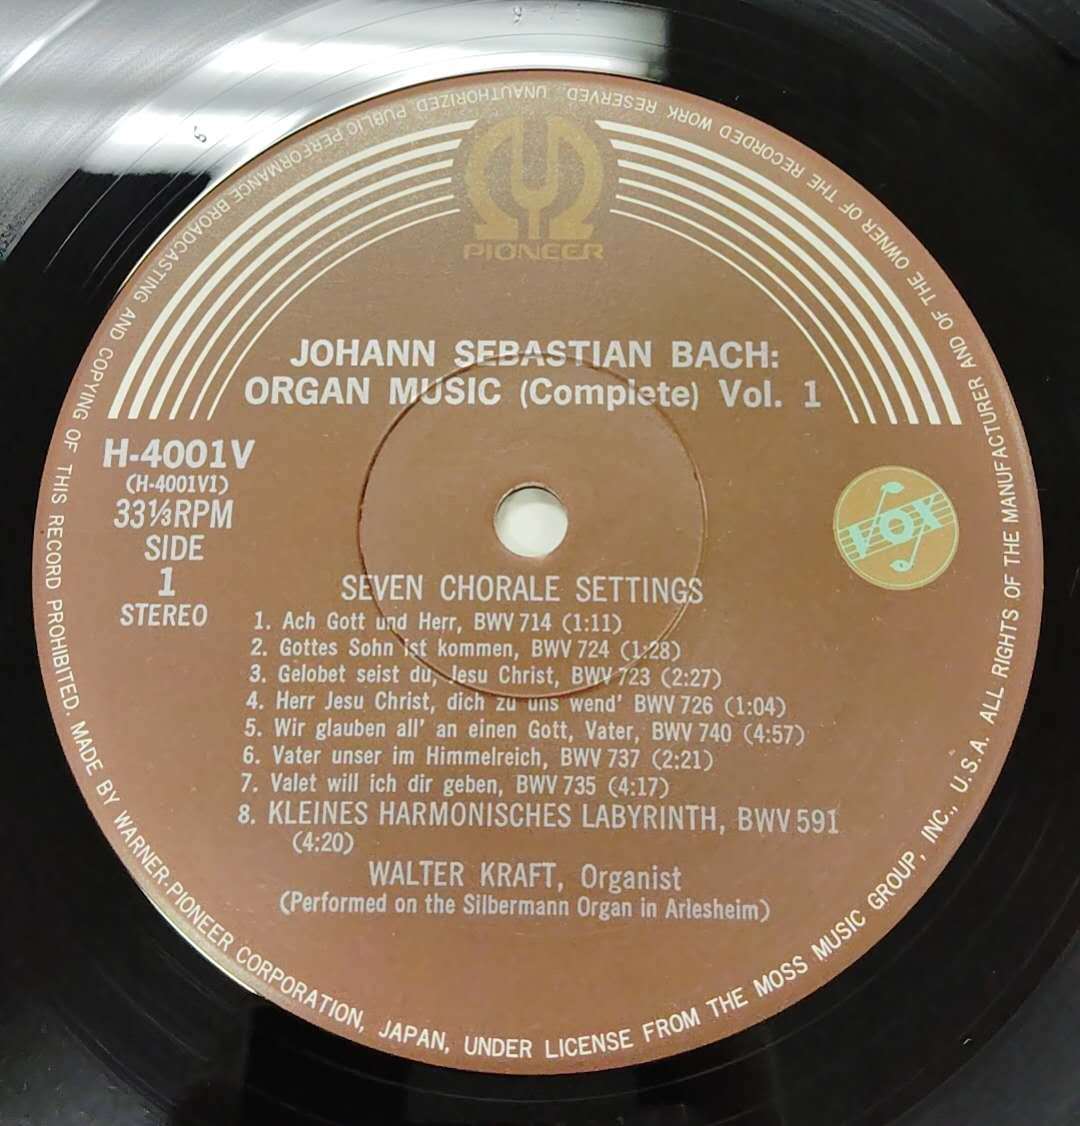 PIONEER
JOHANN SEBASTIAN BACH:
ORGAN MUSIC (Complete) Vol. 1
H-4001V
(H-4001V1)
33⅓RPM
SIDE
1
STEREO
VOX
SEVEN CHORALE SETTINGS
1. Ach Gott und Herr, BWV 714 (1:11)
2. Gottes Sohn ist kommen, BWV 724 (1:28)
3. Gelobet seist du, Jesu Christ, BWV 723 (2:27)
4. Herr Jesu Christ, dich zu uns wend' BWV 726 (1:04)
5. Wir glauben all' an einen Gott, Vater, BWV 740 (4:57)
6. Vater unser im Himmelreich, BWV 737 (2:21)
7. Valet will ich dir geben, BWV 735 (4:17)
8. KLEINES HARMONISCHES LABYRINTH, BWV 591
(4:20)
WALTER KRAFT, Organist
(Performed on the Silbermann Organ in Arlesheim)
MADE BY WARNER-PIONEER CORPORATION, JAPAN, UNDER LICENSE FROM THE MOSS MUSIC GROUP, INC., U.S.A. ALL RIGHTS OF THE MANUFACTURER AND OF THE OWNER OF THE RECORDED WORK RESERVED. UNAUTHORIZED PUBLIC PERFORMANCE BROADCASTING AND COPYING OF THIS RECORD PROHIBITED.